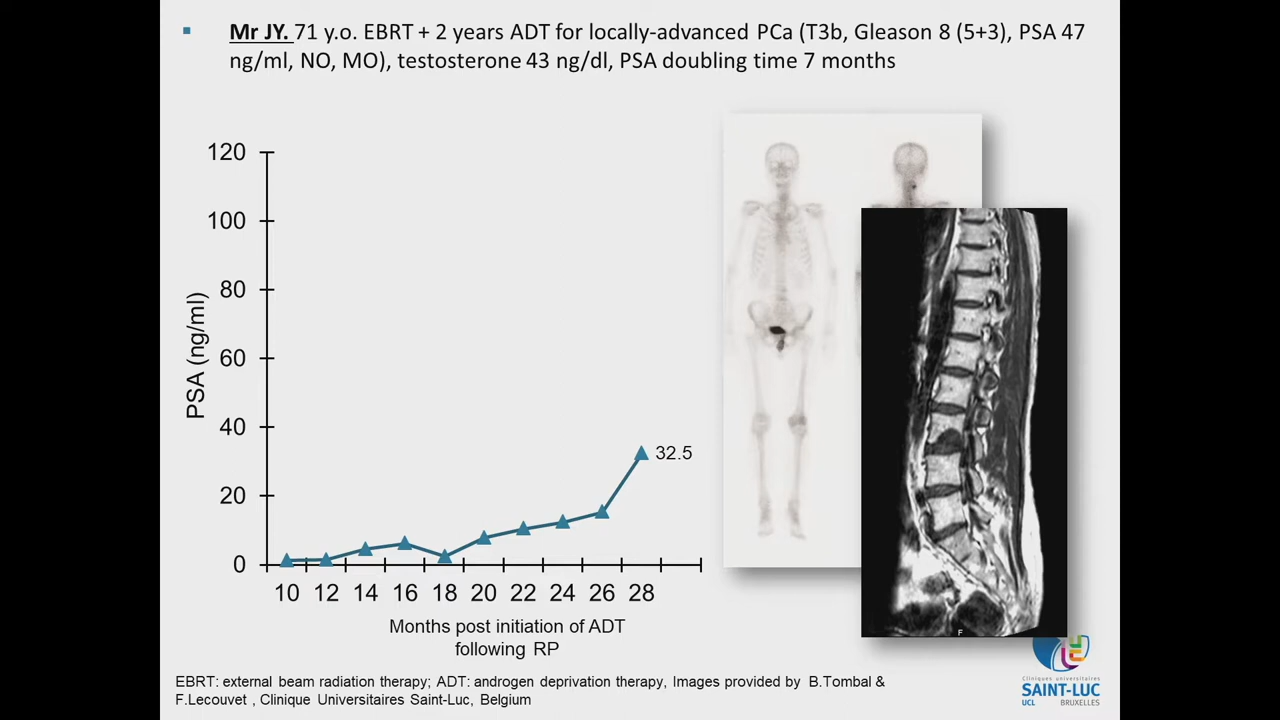 ▪ Mr JY. 71 y.o. EBRT + 2 years ADT for locally-advanced PCa (T3b, Gleason 8 (5+3), PSA 47
ng/ml, NO, MO), testosterone 43 ng/dl, PSA doubling time 7 months
120
100
80
60
40
20
0
PSA (ng/ml)
32.5
10 12 14 16 18 20 22 24 26 28
Months post initiation of ADT
following RP
F
EBRT: external beam radiation therapy; ADT: androgen deprivation therapy, Images provided by B.Tombal &
F.Lecouvet , Clinique Universitaires Saint-Luc, Belgium
Cliniques universitaires
SAINT-LUC
UCL BRUXELLES